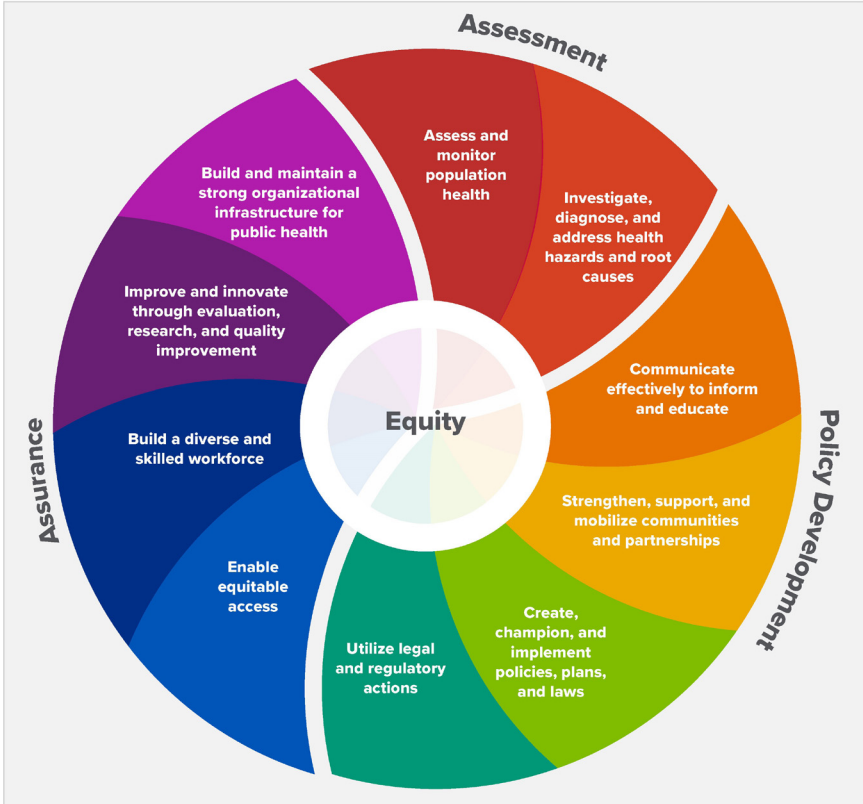 Assessment
Assess and
monitor
population
health
Investigate,
diagnose, and
address health
hazards and root
causes
Policy Development
Communicate
effectively to inform
and educate
Strengthen, support, and
mobilize communities
and partnerships
Create,
champion, and
implement
policies, plans,
and laws
Utilize legal
and regulatory
actions
Assurance
Enable
equitable
access
Build a diverse and
skilled workforce
Improve and innovate
through evaluation,
research, and quality
improvement
Build and maintain a
strong organizational
infrastructure for
public health
Equity